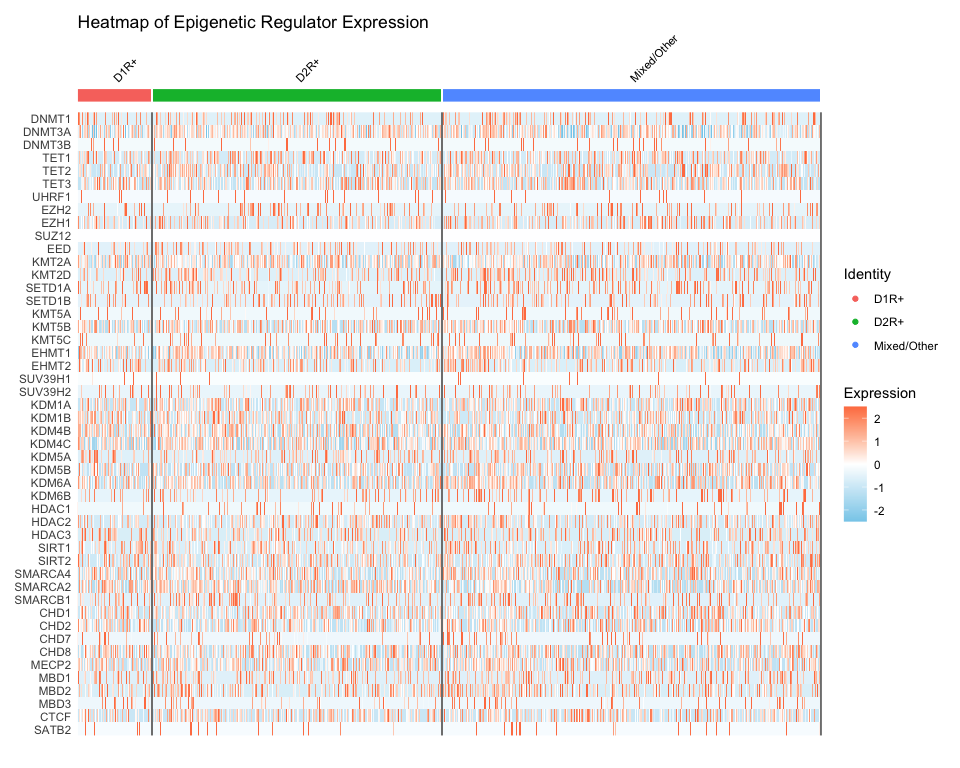 Heatmap of Epigenetic Regulator Expression
D1R+
D2R+
Mixed/Other
DNMT1
DNMT3A
DNMT3B
TET1
TET2
TET3
UHRF1
EZH2
EZH1
SUZ12
EED
KMT2A
KMT2D
SETD1A
SETD1B
KMT5A
KMT5B
KMT5C
EHMT1
EHMT2
SUV39H1
SUV39H2
KDM1A
KDM1B
KDM4B
KDM4C
KDM5A
KDM5B
KDM6A
KDM6B
HDAC1
HDAC2
HDAC3
SIRT1
SIRT2
SMARCA4
SMARCA2
SMARCB1
CHD1
CHD2
CHD7
CHD8
MECP2
MBD1
MBD2
MBD3
CTCF
SATB2
Identity
D1R+
D2R+
Mixed/Other
Expression
2
1
0
-1
-2